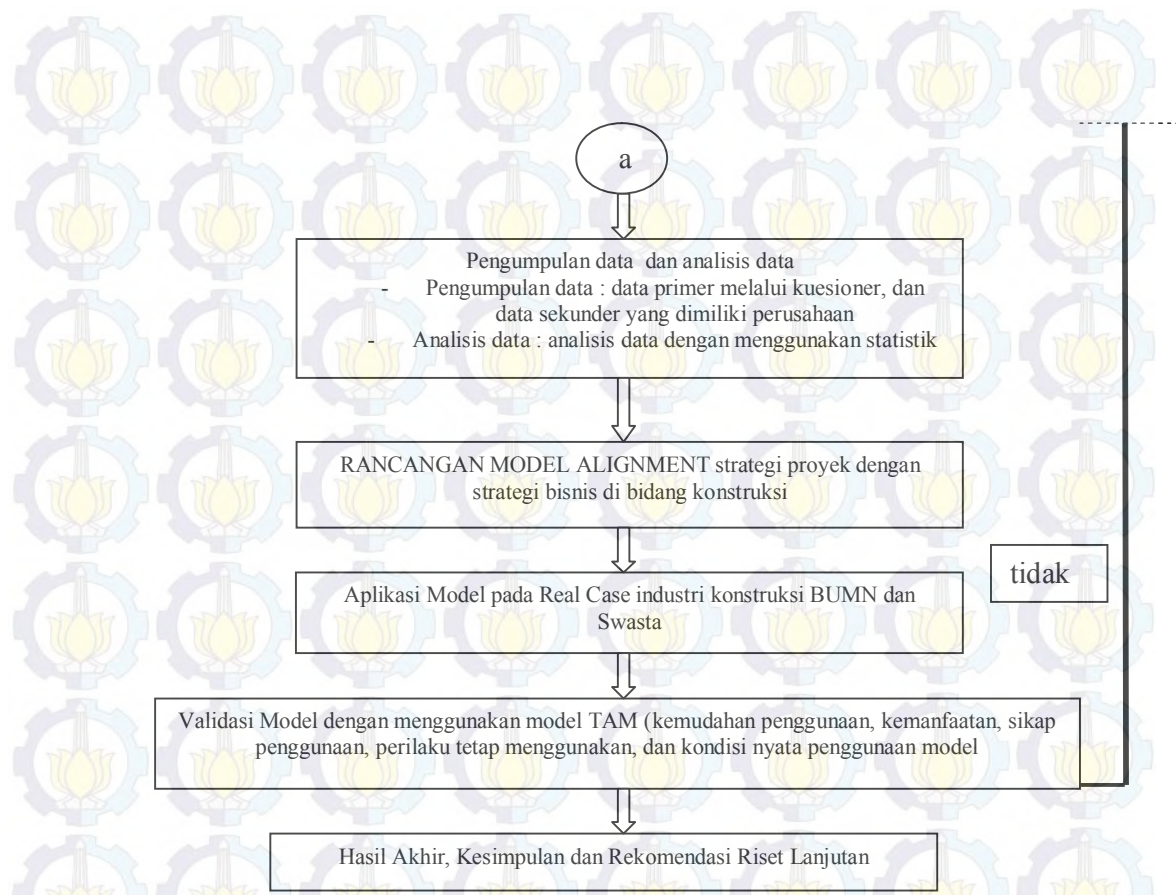 a
Pengumpulan data dan analisis data
- Pengumpulan data : data primer melalui kuesioner, dan
data sekunder yang dimiliki perusahaan
- Analisis data : analisis data dengan menggunakan statistik
RANCANGAN MODEL ALIGNMENT strategi proyek dengan
strategi bisnis di bidang konstruksi
tidak
Aplikasi Model pada Real Case industri konstruksi BUMN dan
Swasta
Validasi Model dengan menggunakan model TAM (kemudahan penggunaan, kemanfaatan, sikap
penggunaan, perilaku tetap menggunakan, dan kondisi nyata penggunaan model
Hasil Akhir, Kesimpulan dan Rekomendasi Riset Lanjutan